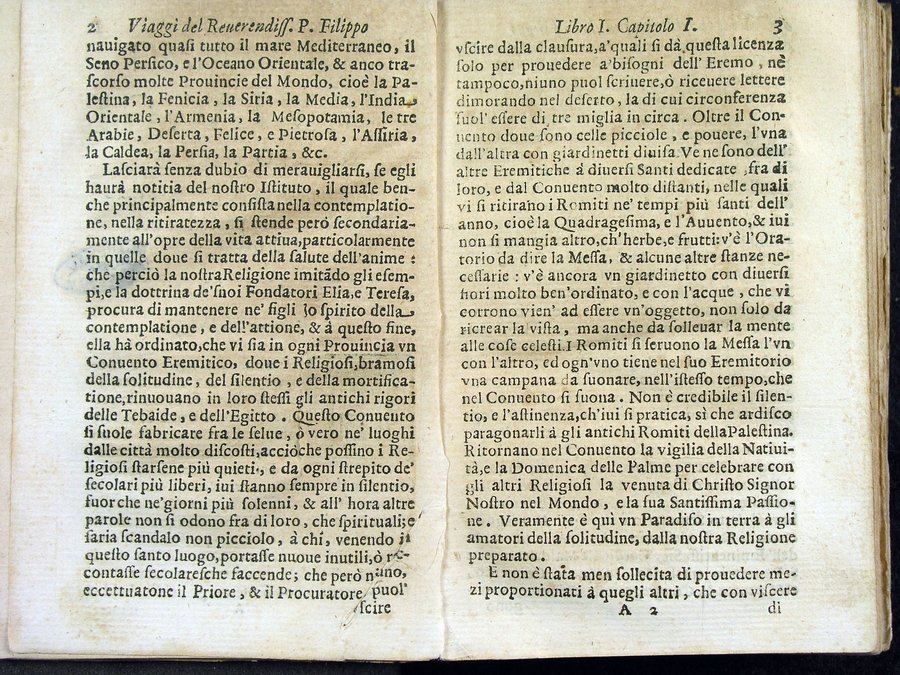 2 Viaggi del Reuerendiſſ. P. Filippo
nauigato quaſi tutto il mare Mediterraneo, il
Seno Perſico, e l'Oceano Orientale, & anco tra-
ſcorſo molte Prouincie del Mondo, cioè la Pa-
leſtina, la Fenicia, la Siria, la Media, l'India
Orientale, l'Armenia, la Meſopotamia, le tre
Arabie, Deſerta, Felice, e Pietroſa, l'Aſſiria,
la Caldea, la Perſia, la Partia, &c.
Laſciarà ſenza dubio di merauigliarſi, ſe egli
haurà notitia del noſtro Iſtituto, il quale ben-
che principalmente conſiſta nella contemplatio-
ne, nella ritiratezza, ſi ſtende però ſecondaria-
mente all'opre della vita attiua, particolarmente
in quelle doue ſi tratta della ſalute dell'anime:
che perciò la noſtra Religione imitãdo gli eſem-
pi, e la dottrina de'ſuoi Fondatori Elia, e Tereſa,
procura di mantenere ne' figli lo ſpirito della
contemplatione, e dell'attione, & à queſto fine,
ella hà ordinato, che vi ſia in ogni Prouincia vn
Conuento Eremitico, doue i Religioſi, bramoſi
della ſolitudine, del ſilentio, e della mortifica-
tione, rinuouano in loro ſteſſi gli antichi rigori
delle Tebaide, e dell'Egitto. Queſto Conuento
ſi ſuole fabricare fra le ſelue, ò vero ne' luoghi
dalle città molto diſcoſti, acciòche poſſino i Re-
ligioſi ſtarſene più quieti, e da ogni ſtrepito de'
ſecolari più liberi, iui ſtanno ſempre in ſilentio,
fuor che ne'giorni più ſolenni, & all' hora altre
parole non ſi odono fra di loro, che ſpirituali; e
ſaria ſcandalo non picciolo, à chi, venendo i
queſto santo luogo, portaſſe nuoue inutili, ò
contaſſe ſecolareſche faccende; che però niuno,
eccettuatone il Priore, & il Procuratore puol'
ſcire
Libro I. Capitolo I. 3
vſcire dalla clauſura, a'quali ſi dà queſta licenza
ſolo per prouedere a'biſogni dell' Eremo, nè
tampoco, niuno puol ſcriuere, ò riceuere lettere
dimorando nel deſerto, la di cui circonferenza
ſuol' eſſere di tre miglia in circa. Oltre il Con-
uento doue ſono celle picciole, e pouere, l'vna
dall'altra con giardinetti diuiſa. Ve ne ſono dell'
altre Eremitiche à diuerſi Santi dedicate, fra di
loro, e dal Conuento molto diſtanti, nelle quali
vi ſi ritirano i Romiti ne' tempi più ſanti dell'
anno, cioè la Quadrageſima, e l'Auuento, & iui
non ſi mangia altro, ch'herbe, e frutti: v'è l'Ora-
torio da dire la Meſſa, & alcune altre ſtanze ne-
ceſſarie: v'è ancora vn giardinetto con diuerſi
fiori molto ben'ordinato, e con l'acque, che vi
corrono vien' ad eſſere vn'oggetto, non ſolo da
ricrear la viſta, ma anche da ſolleuar la mente
alle coſe celeſti. I Romiti ſi ſeruono la Meſſa l'vn
con l'altro, ed ogn'vno tiene nel ſuo Eremitorio
vna campana da ſuonare, nell'iſteſſo tempo, che
nel Conuento ſi ſuona. Non è credibile il ſilen-
tio, e l'aſtinenza, ch'iui ſi pratica, sì che ardiſco
paragonarli à gli antichi Romiti della Paleſtina.
Ritornano nel Conuento la vigilia della Natiui-
tà, e la Domenica delle Palme per celebrare con
gli altri Religioſi la venuta di Chriſto Signor
Noſtro nel Mondo, e la ſua Santiſſima Paſſio-
ne. Veramente è quì vn Paradiſo in terra à gli
amatori della ſolitudine, dalla noſtra Religione
preparato.
E non è ſtata men ſollecita di prouedere me-
zi proportionati à quegli altri, che con viſcere
A 2 di